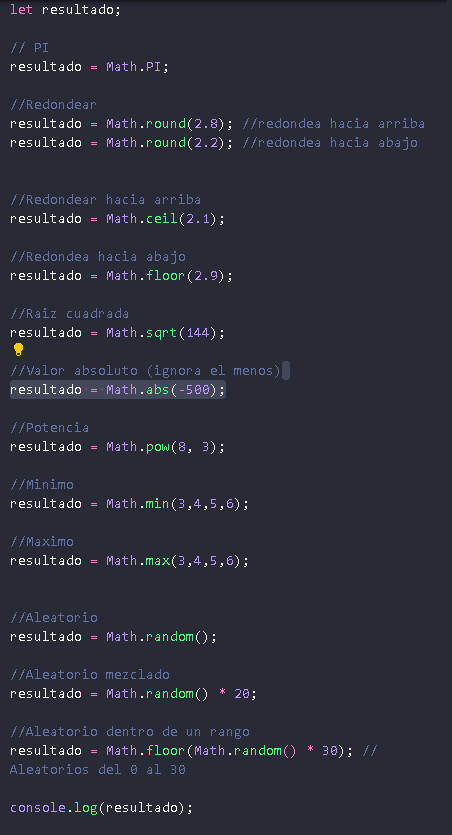 let resultado;
// PI
resultado = Math.PI;
//Redondear
resultado = Math.round(2.8); //redondea hacia arriba
resultado = Math.round(2.2); //redondea hacia abajo
//Redondear hacia arriba
resultado = Math.ceil(2.1);
//Redondea hacia abajo
resultado = Math.floor(2.9);
//Raiz cuadrada
resultado = Math.sqrt(144);
//Valor absoluto (ignora el menos)
resultado = Math.abs(-500);
//Potencia
resultado = Math.pow(8, 3);
//Minimo
resultado = Math.min(3,4,5,6);
//Maximo
resultado = Math.max(3,4,5,6);
//Aleatorio
resultado = Math.random();
//Aleatorio mezclado
resultado = Math.random() * 20;
//Aleatorio dentro de un rango
resultado = Math.floor(Math.random() * 30); //
Aleatorios del 0 al 30
console.log(resultado);